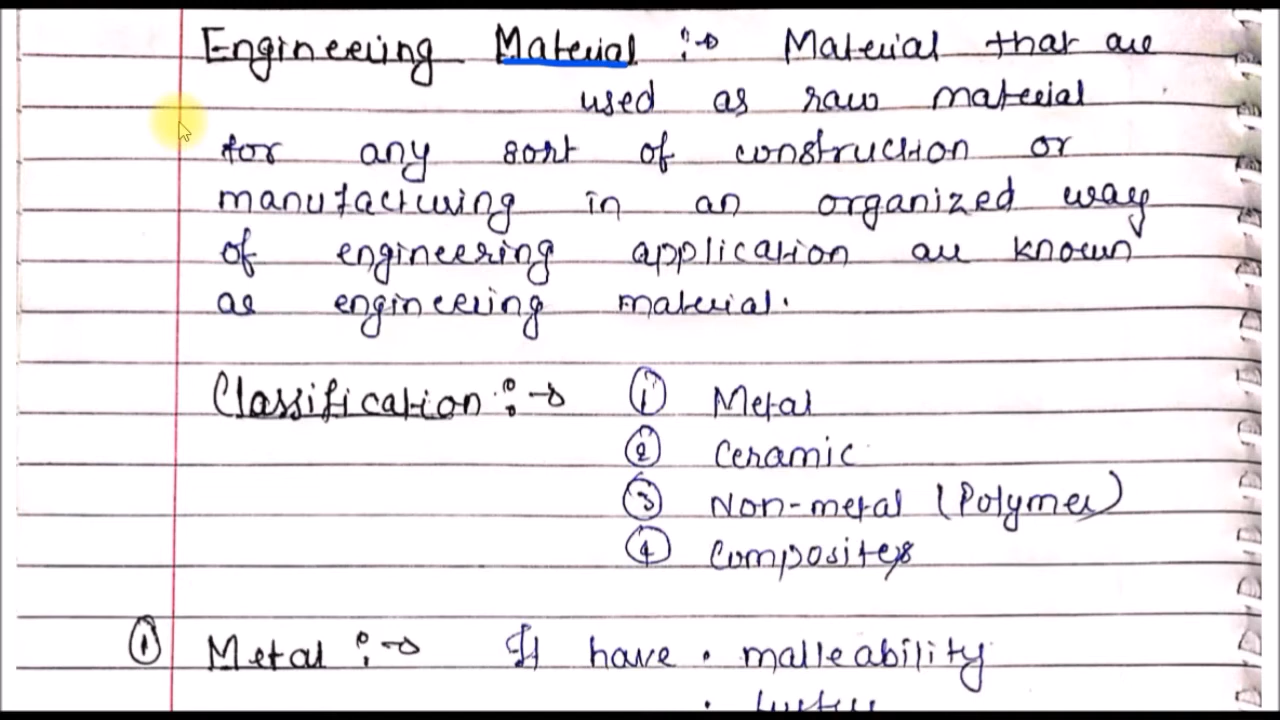 Engineering Material :→ Material that are
used as raw material
for any sort of construction or
manufacturing in an organized way
of engineering application are known
as engineering material.
Classification :→ ① Metal
② Ceramic
③ Non-metal (Polymer)
④ Composites
① Metal :→ It have • malleability